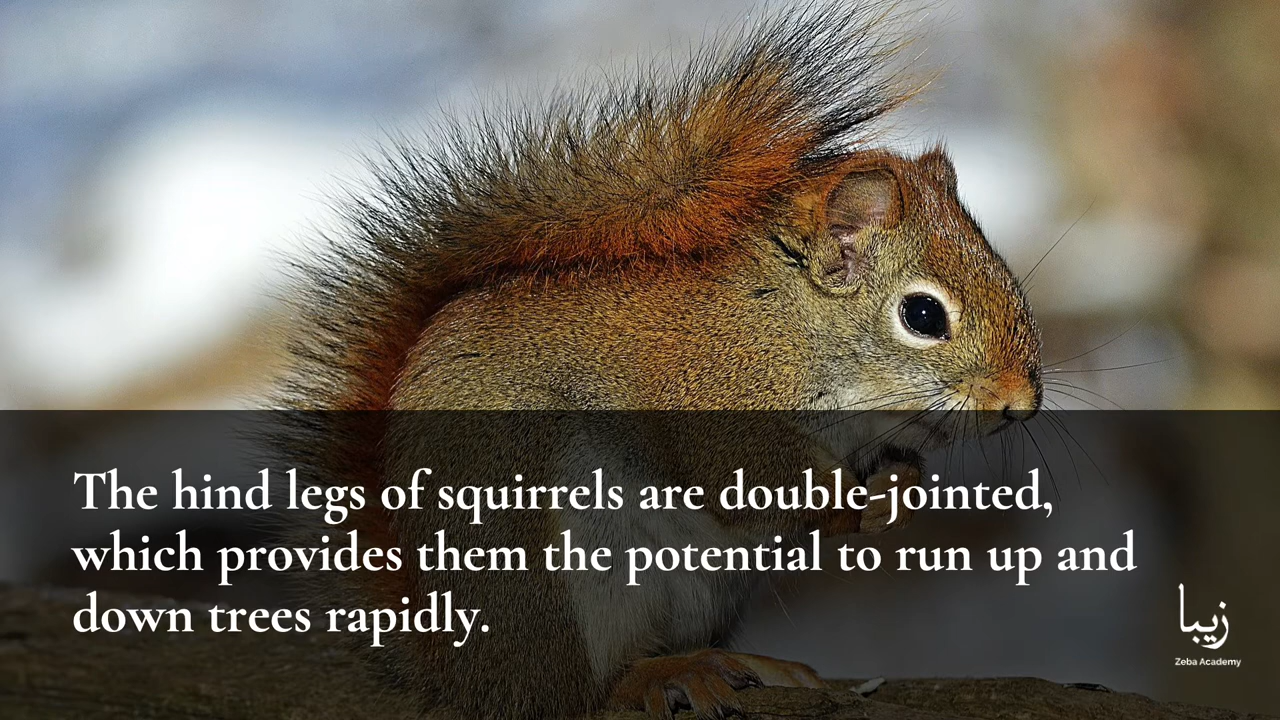 The hind legs of squirrels are double-jointed,
which provides them the potential to run up and
down trees rapidly.
زیبا
Zeba Academy